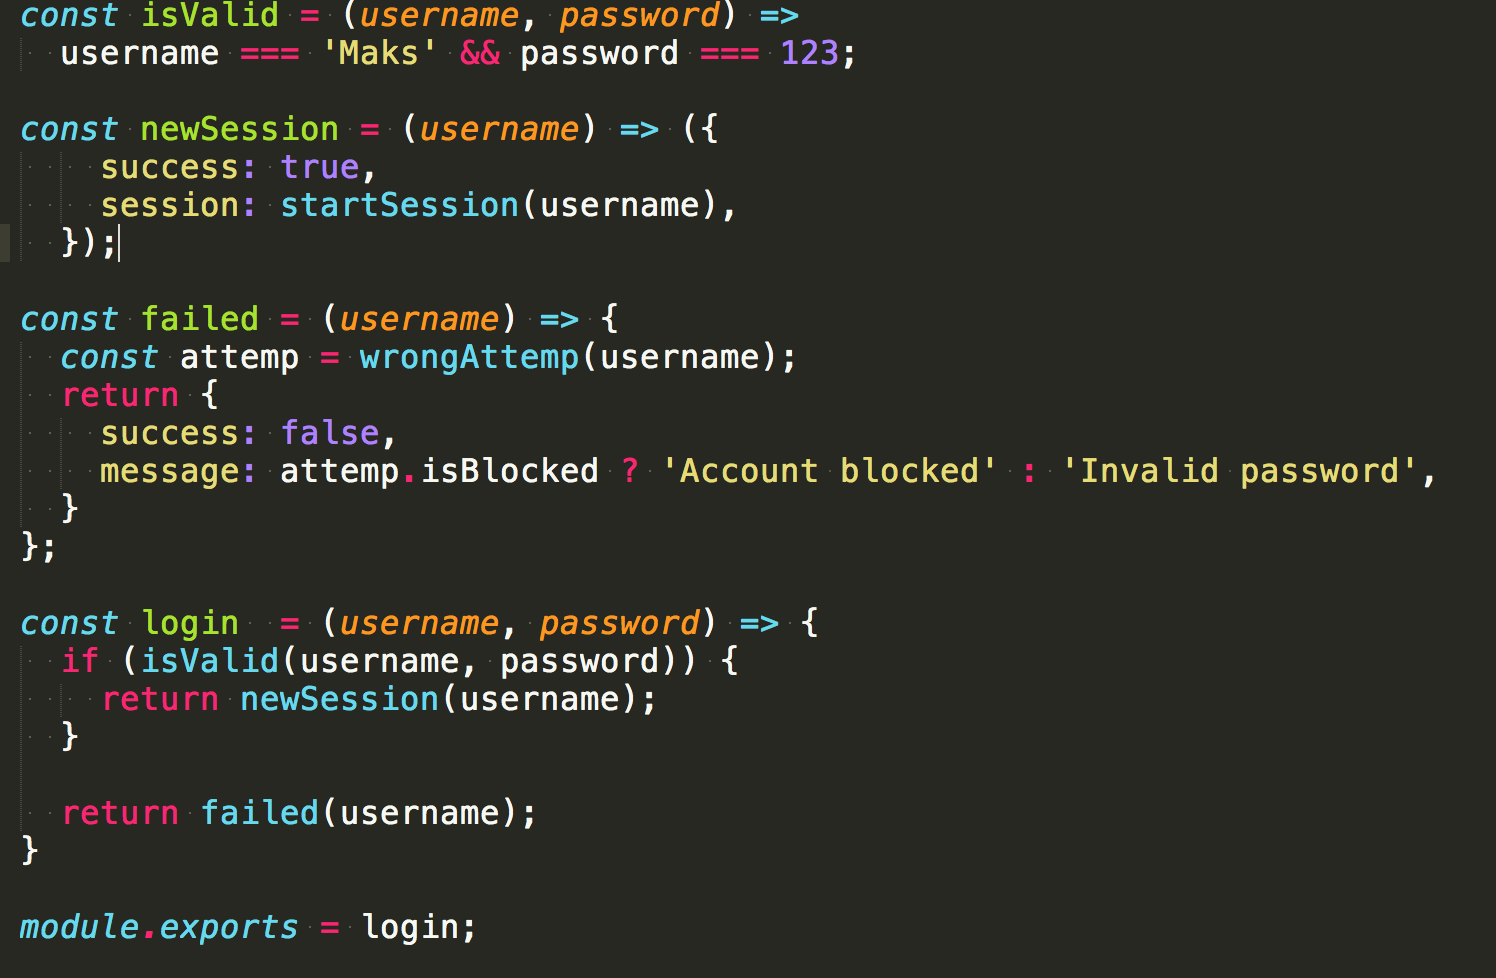 const isValid = (username, password) =>
  username === 'Maks' && password === 123;

const newSession = (username) => ({
    success: true,
    session: startSession(username),
  });

const failed = (username) => {
  const attemp = wrongAttemp(username);
  return {
    success: false,
    message: attemp.isBlocked ? 'Account blocked' : 'Invalid password',
  }
};

const login  = (username, password) => {
  if (isValid(username, password)) {
    return newSession(username);
  }

  return failed(username);
}

module.exports = login;